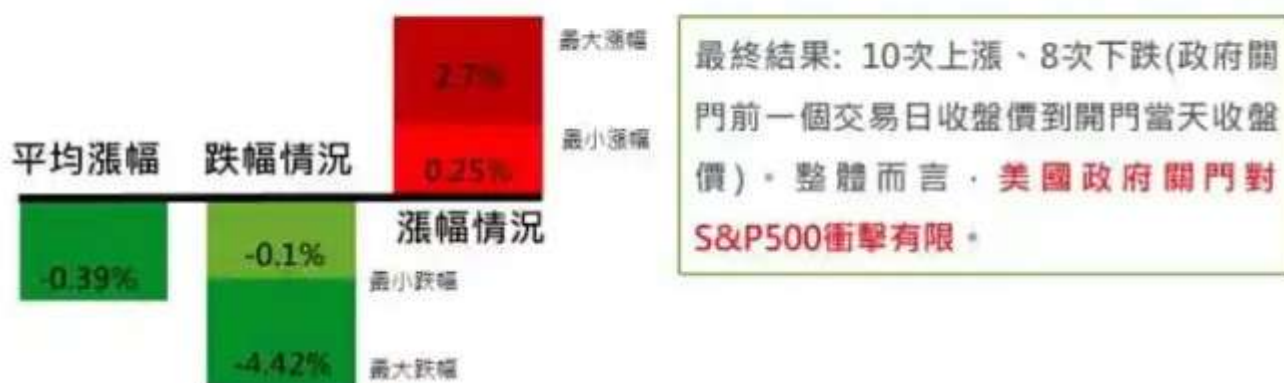 最大漲幅
2.7%
最小漲幅
0.25%
平均漲幅
跌幅情況
漲幅情況
-0.39%
-0.1%
最小跌幅
-4.42%
最大跌幅
最終結果: 10次上漲、8次下跌(政府關
門前一個交易日收盤價到開門當天收盤
價)。整體而言，美國政府關門對
S&P500衝擊有限。